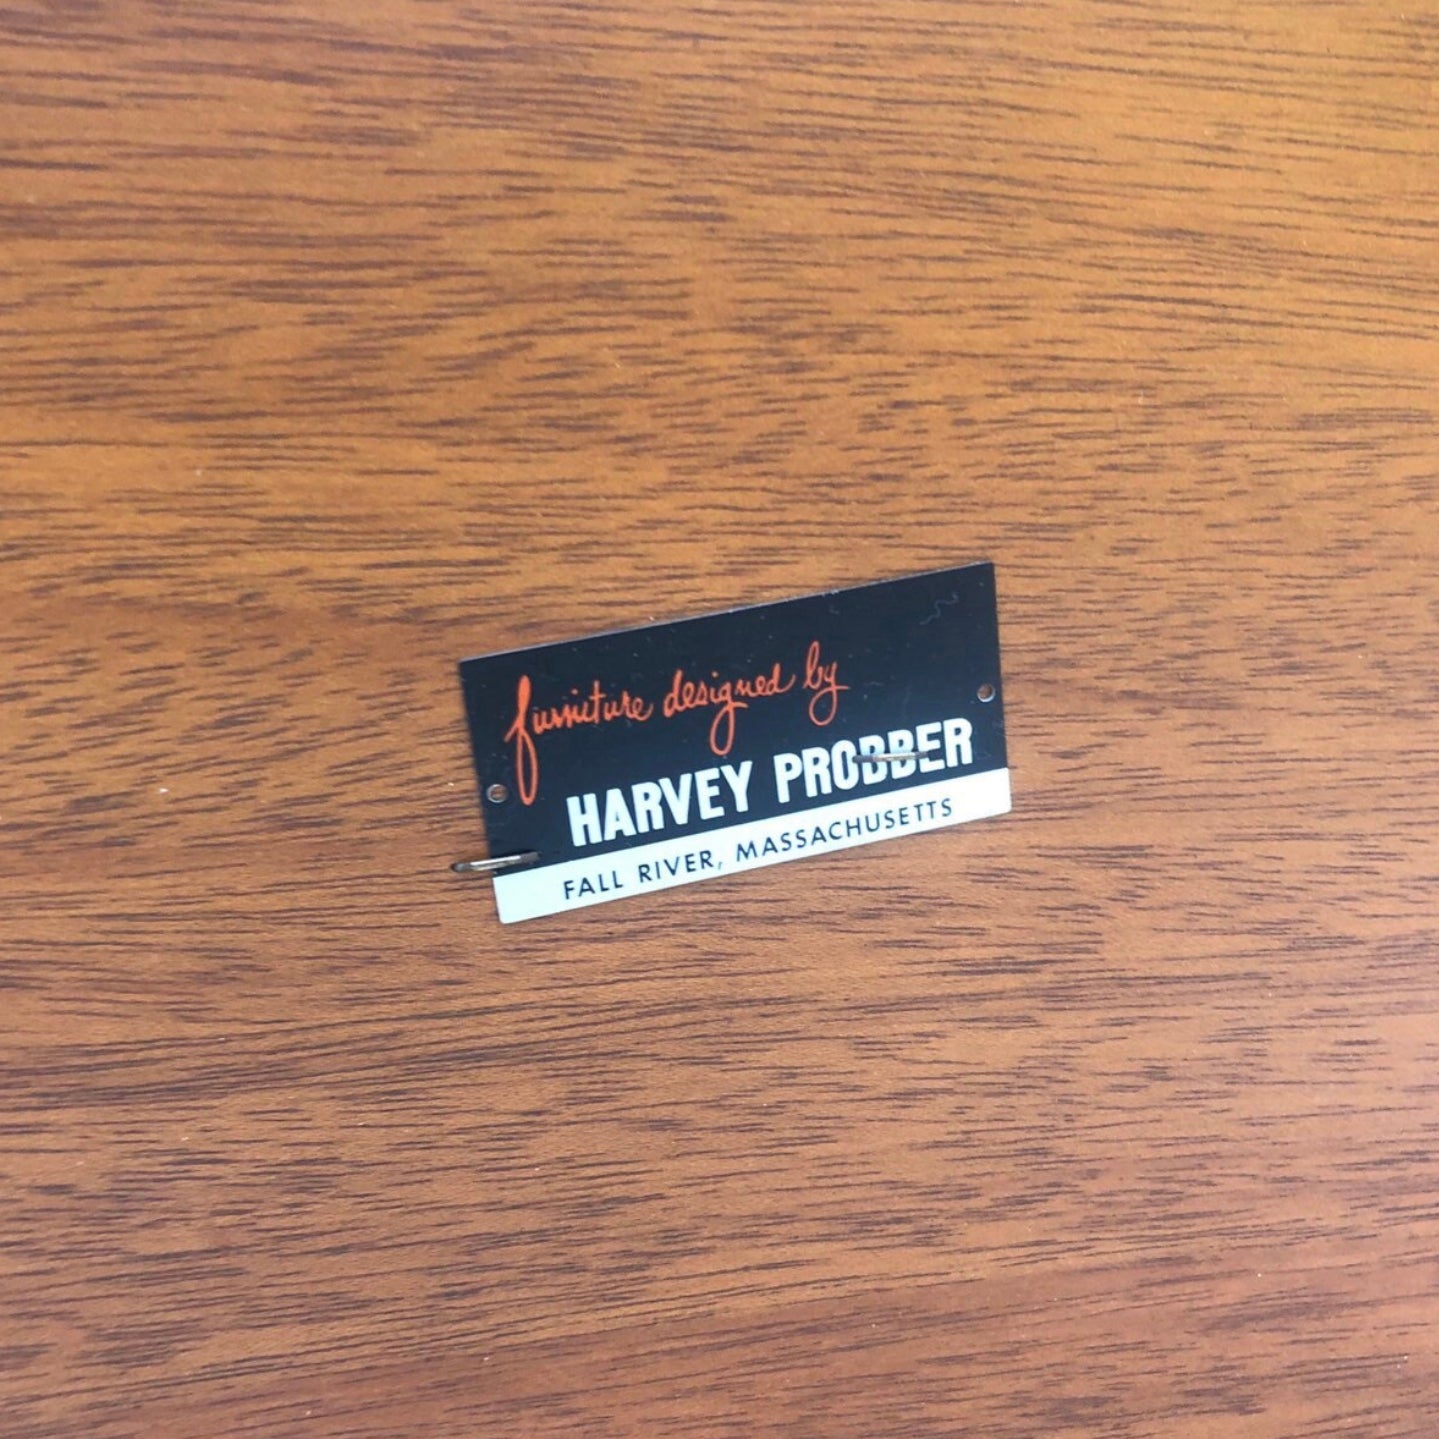 furniture designed by
HARVEY PROBBER
FALL RIVER, MASSACHUSETTS